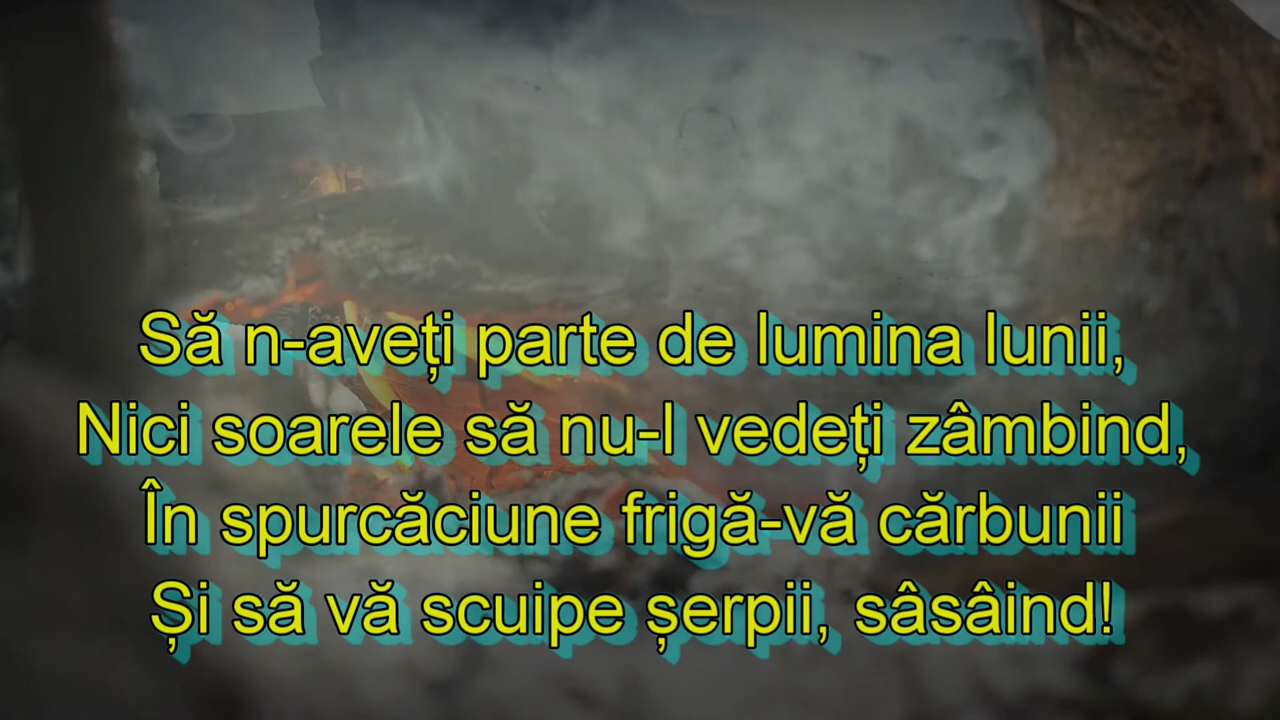 Să n-aveți parte de lumina lunii,
Nici soarele să nu-l vedeți zâmbind,
În spurcăciune frigă-vă cărbunii
Și să vă scuipe șerpii, sâsâind!